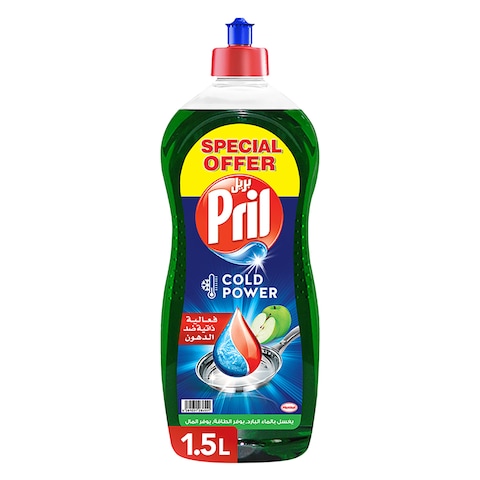 SPECIAL
OFFER
بريل
Pril
COLD
POWER
فعالية
ذاتية ضد
الدهون
Henkel
يغسل بالماء البارد، يوفر الطاقة، يوفر المال
1.5L